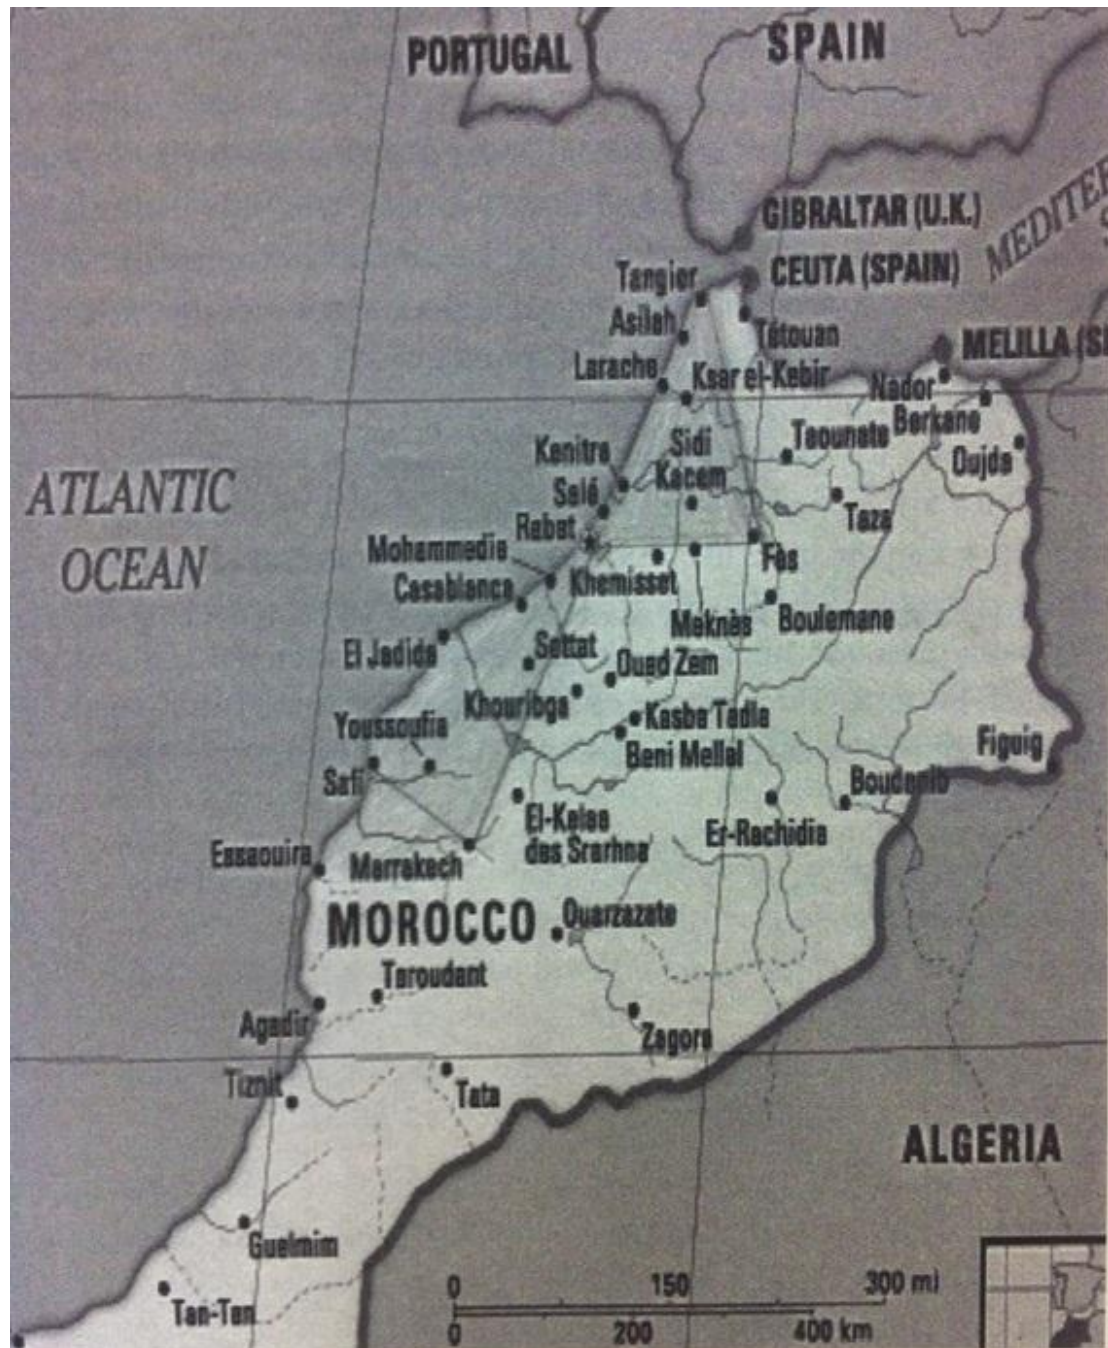 PORTUGAL
SPAIN
GIBRALTAR (U.K.)
CEUTA (SPAIN)
Tangier
Asilah
Tétouan
MELILLA
Larache
Ksar el-Kebir
Nador
Berkane
Oujda
Taounate
Kenitra
Sidi
Kacem
Salé
Taza
Rabat
ATLANTIC
OCEAN
Mohammedia
Casablanca
Khemisset
Fès
Meknès
Boulemane
El Jadida
Settat
Oued Zem
Khouribga
Kasba Tadla
Beni Mellal
Youssoufia
Safi
Figuig
Boudenib
Er-Rachidia
El-Kelaa
des Srarhna
Essaouira
Marrakech
MOROCCO
Ouarzazate
Taroudant
Agadir
Zagora
Tiznit
Tata
ALGERIA
Guelmim
Tan-Tan
0 150 300 mi
0 200 400 km